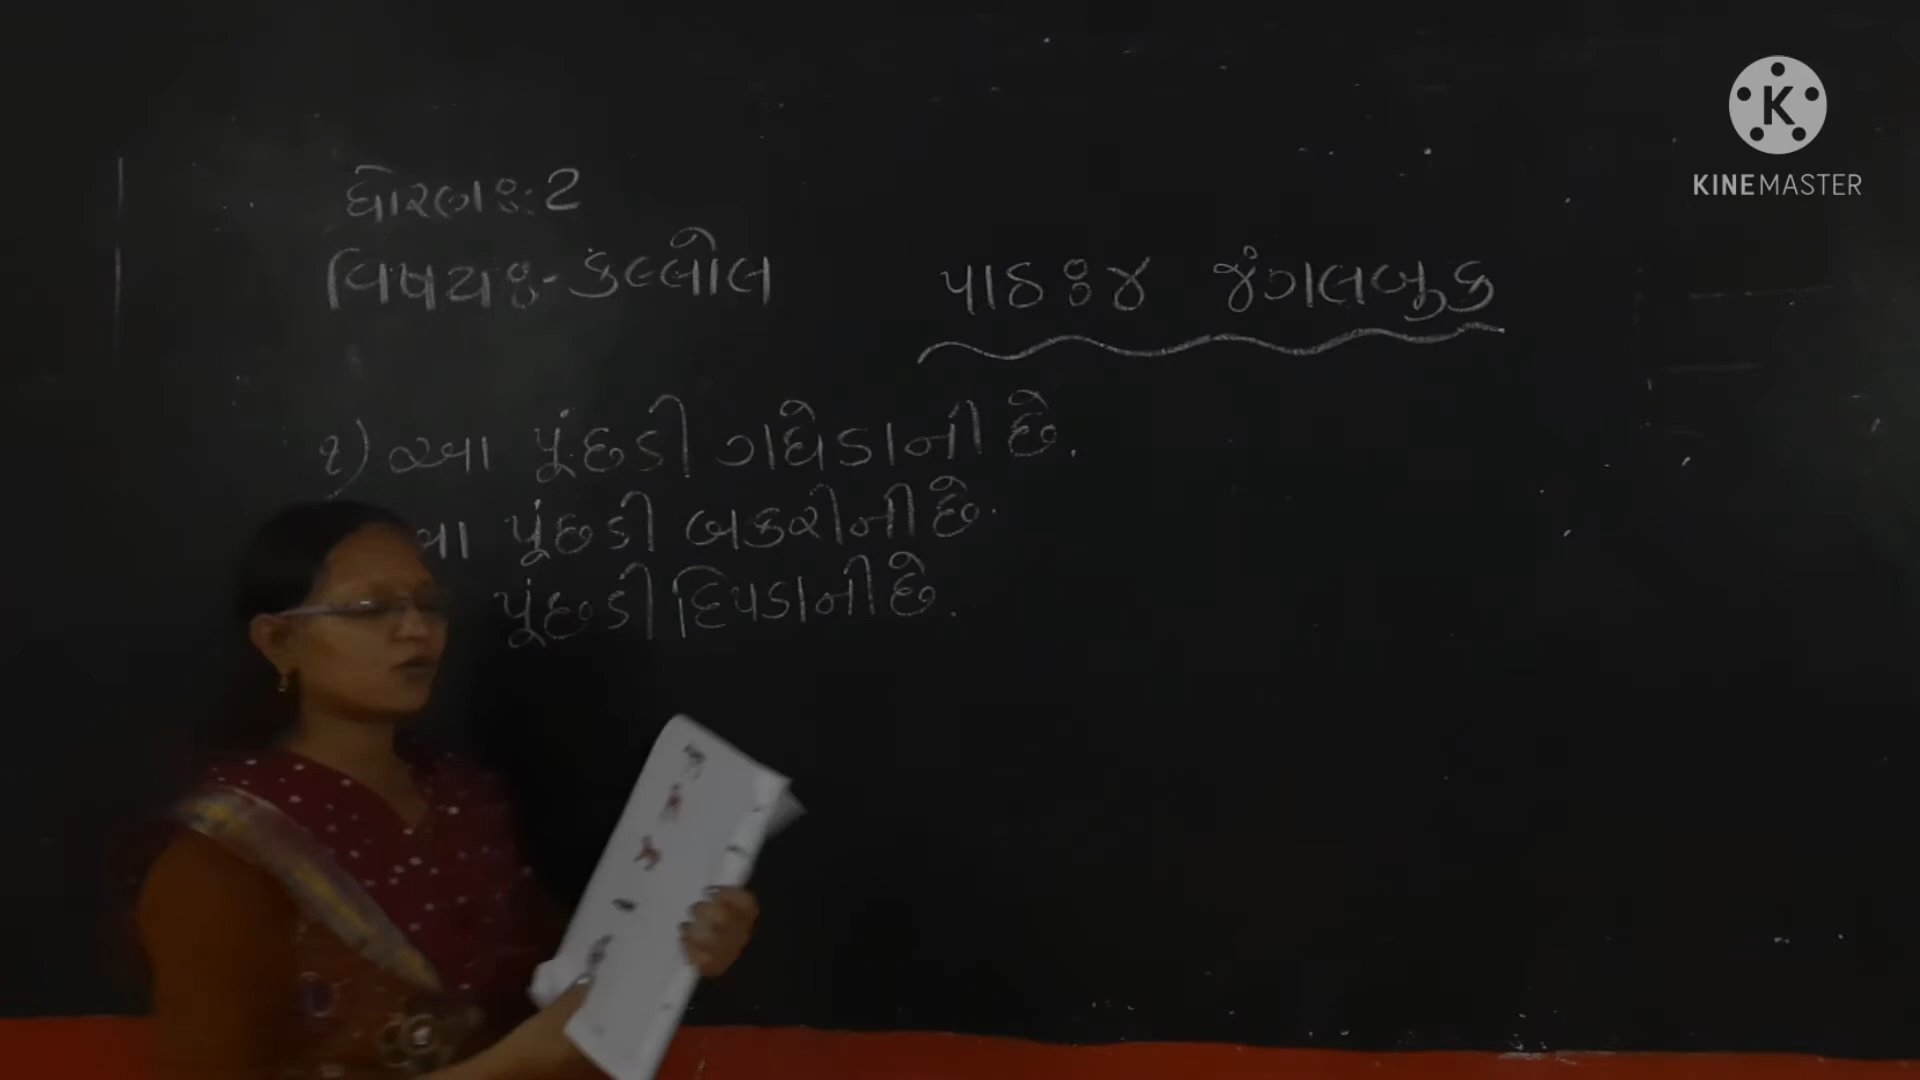 ધોરણઃ 2
વિષયઃ- કલ્લોલ
પાઠઃ૪ જંગલબુક
૧) આ પૂંછડી ગધેડાની છે.
આ પૂંછડી બકરીની છે.
પૂંછડી દિપડાની છે.
K
KINEMASTER